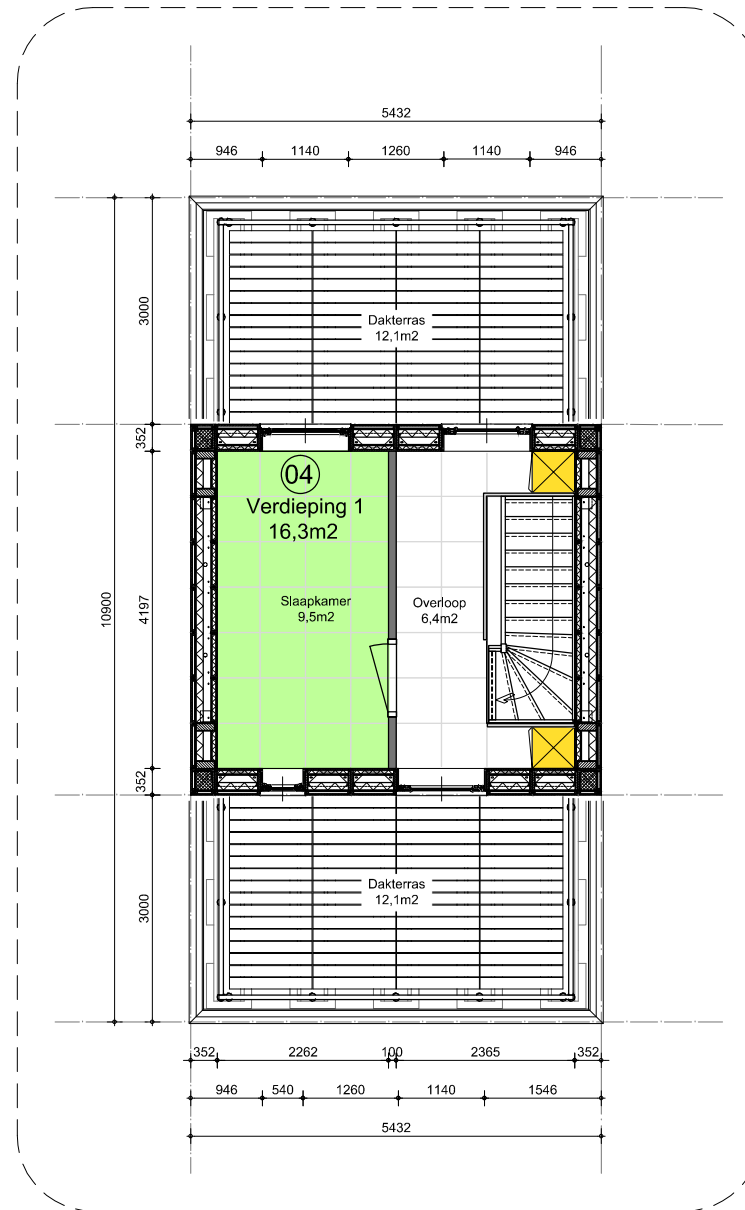 5432
946
1140
1260
1140
946
3000
Dakterras
12,1m2
352
04
Verdieping 1
16,3m2
10900
4197
Slaapkamer
9,5m2
Overloop
6,4m2
352
Dakterras
12,1m2
3000
352
2262
100
2365
352
946
540
1260
1140
1546
5432